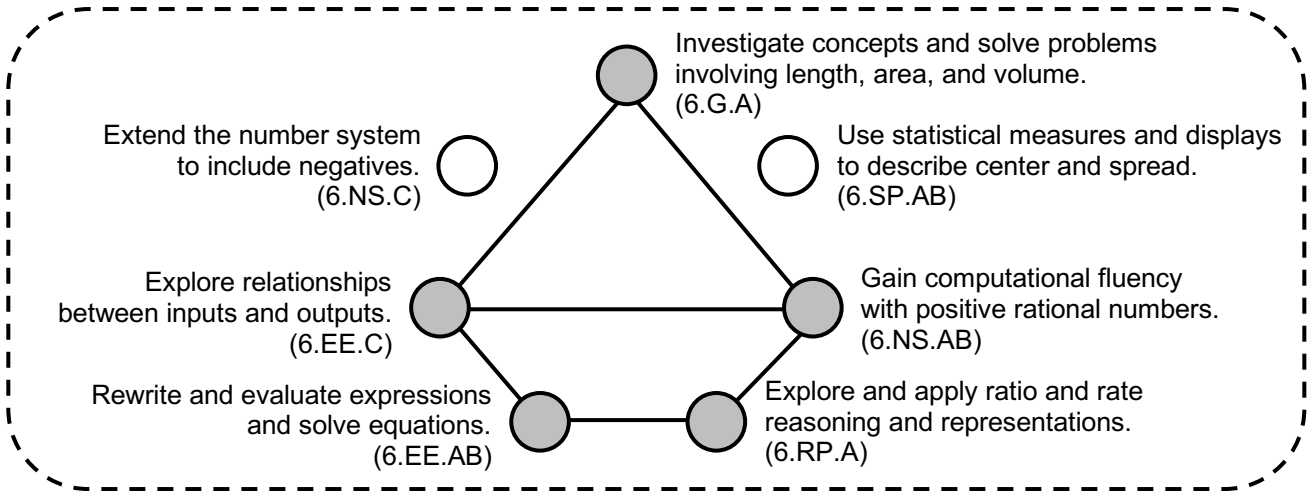 Investigate concepts and solve problems
involving length, area, and volume.
(6.G.A)
Extend the number system
to include negatives.
(6.NS.C)
Use statistical measures and displays
to describe center and spread.
(6.SP.AB)
Explore relationships
between inputs and outputs.
(6.EE.C)
Gain computational fluency
with positive rational numbers.
(6.NS.AB)
Rewrite and evaluate expressions
and solve equations.
(6.EE.AB)
Explore and apply ratio and rate
reasoning and representations.
(6.RP.A)